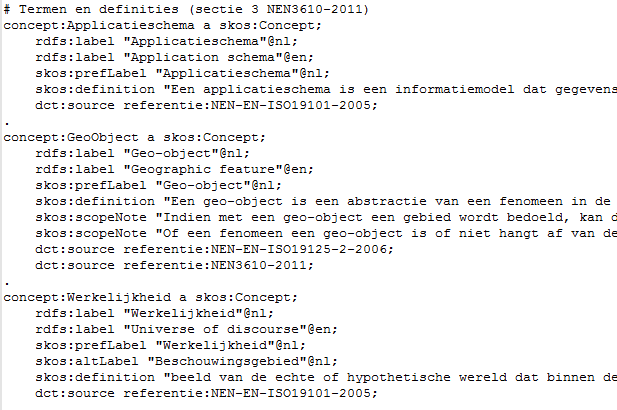 # Termen en definities (sectie 3 NEN3610-2011)
concept:Applicatieschema a skos:Concept;
    rdfs:label "Applicatieschema"@nl;
    rdfs:label "Application schema"@en;
    skos:prefLabel "Applicatieschema"@nl;
    skos:definition "Een applicatieschema is een informatiemodel dat gegevens
    dct:source referentie:NEN-EN-ISO19101-2005;
.
concept:GeoObject a skos:Concept;
    rdfs:label "Geo-object"@nl;
    rdfs:label "Geographic feature"@en;
    skos:prefLabel "Geo-object"@nl;
    skos:definition "Een geo-object is een abstractie van een fenomeen in de
    skos:scopeNote "Indien met een geo-object een gebied wordt bedoeld, kan d
    skos:scopeNote "Of een fenomeen een geo-object is of niet hangt af van de
    dct:source referentie:NEN-EN-ISO19125-2-2006;
    dct:source referentie:NEN3610-2011;
.
concept:Werkelijkheid a skos:Concept;
    rdfs:label "Werkelijkheid"@nl;
    rdfs:label "Universe of discourse"@en;
    skos:prefLabel "Werkelijkheid"@nl;
    skos:altLabel "Beschouwingsgebied"@nl;
    skos:definition "beeld van de echte of hypothetische wereld dat binnen de
    dct:source referentie:NEN-EN-ISO19101-2005;